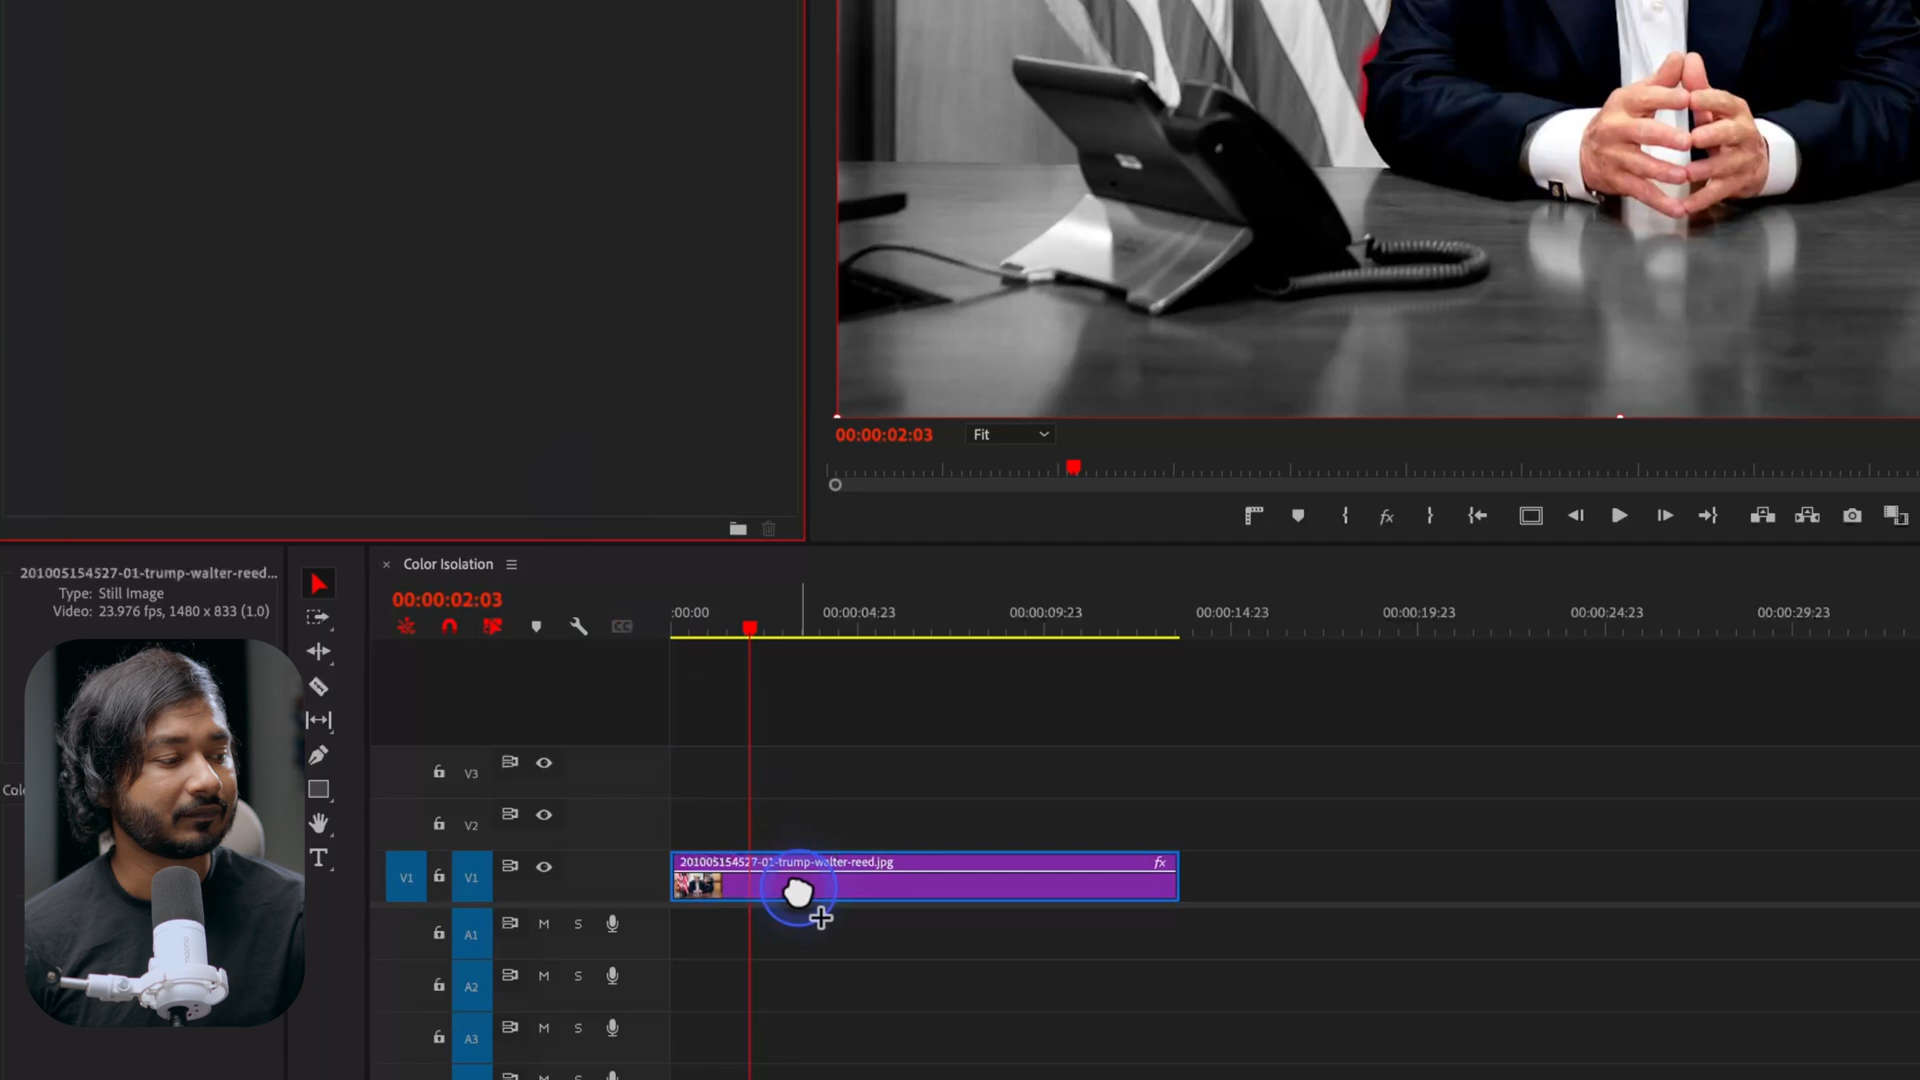 00:00:02:03
Fit
fx
201005154527-01-trump-walter-reed...
Type: Still Image
Video: 23.976 fps, 1480 x 833 (1.0)
Color Isolation
00:00:02:03
:00:00
00:00:04:23
00:00:09:23
00:00:14:23
00:00:19:23
00:00:24:23
00:00:29:23
CC
T
V3
V2
V1
V1
201005154527-01-trump-walter-reed.jpg
fx
A1
M
S
A2
M
S
A3
M
S